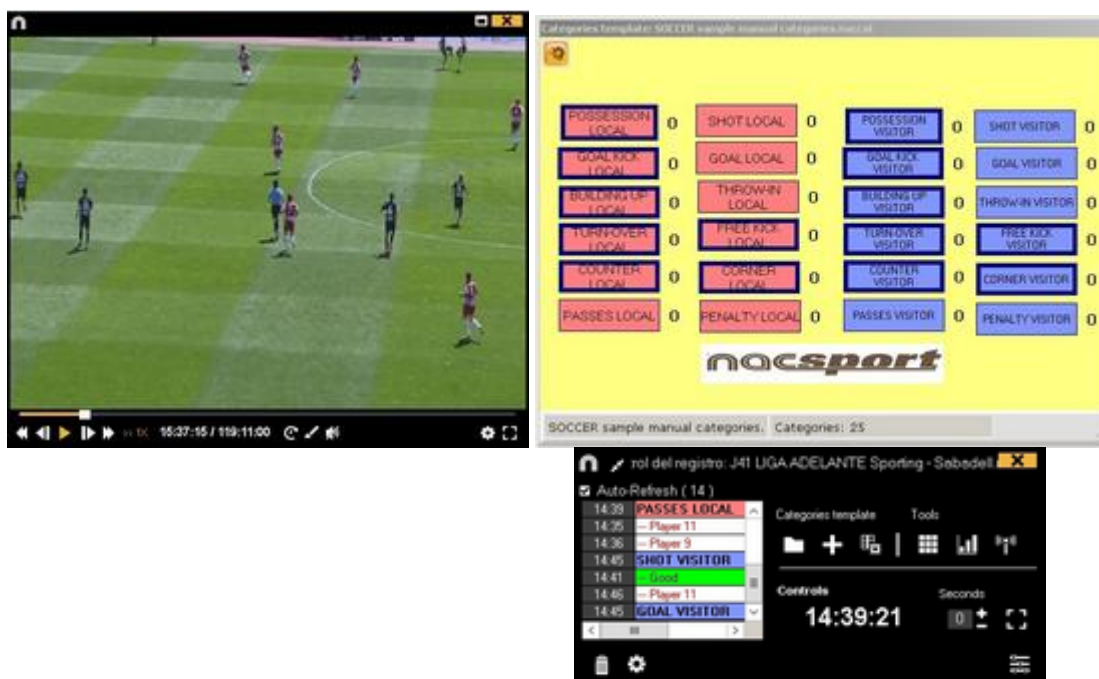 15:37:15 / 119:11:00
Categories template: SOCCER sample manual categories.
POSSESSION LOCAL 0 SHOT LOCAL 0 POSSESSION VISITOR 0 SHOT VISITOR 0
GOAL KICK LOCAL 0 GOAL LOCAL 0 GOAL KICK VISITOR 0 GOAL VISITOR 0
BUILDING UP LOCAL 0 THROW-IN LOCAL 0 BUILDING UP VISITOR 0 THROW-IN VISITOR 0
TURN-OVER LOCAL 0 FREE KICK LOCAL 0 TURN-OVER VISITOR 0 FREE KICK VISITOR 0
COUNTER LOCAL 0 CORNER LOCAL 0 COUNTER VISITOR 0 CORNER VISITOR 0
PASSES LOCAL 0 PENALTY LOCAL 0 PASSES VISITOR 0 PENALTY VISITOR 0
nacsport
SOCCER sample manual categories. Categories: 25
rol del registro: J41 LIGA ADELANTE Sporting - Sabadell
Auto-Refresh ( 14 )
14:39 PASSES LOCAL
14:35 -- Player 11
14:36 -- Player 9
14:45 SHOT VISITOR
14:41 -- Good
14:46 -- Player 11
14:45 GOAL VISITOR
Categories template Tools
Controls Seconds
14:39:21 0